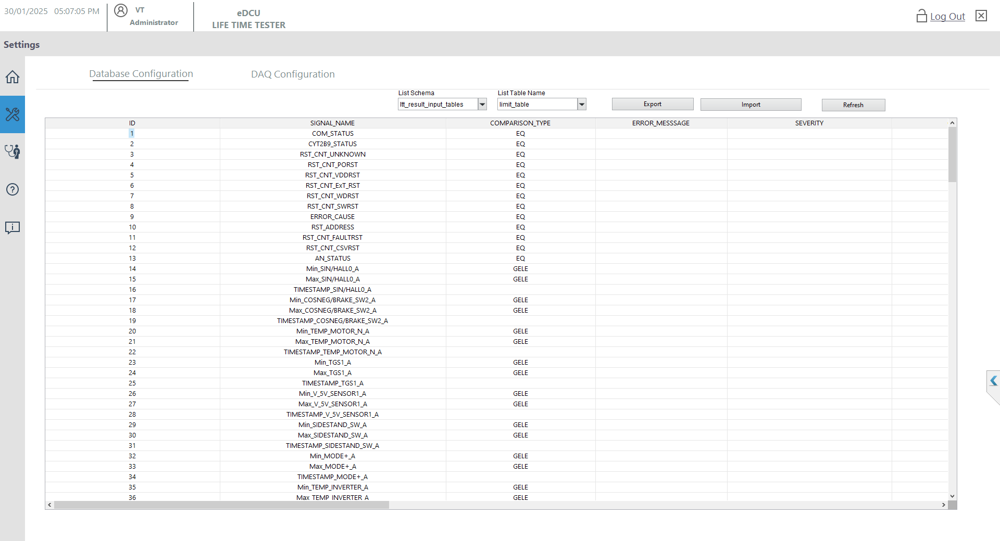 30/01/2025 05:07:05 PM
VT
Administrator
eDCU
LIFE TIME TESTER
Log Out
Settings
Database Configuration
DAQ Configuration
List Schema
List Table Name
ltt_result_input_tables
limit_table
Export
Import
Refresh
ID SIGNAL_NAME COMPARISON_TYPE ERROR_MESSSAGE SEVERITY
1 COM_STATUS EQ
2 CYT2B9_STATUS EQ
3 RST_CNT_UNKNOWN EQ
4 RST_CNT_PORST EQ
5 RST_CNT_VDDRST EQ
6 RST_CNT_ExT_RST EQ
7 RST_CNT_WDRST EQ
8 RST_CNT_SWRST EQ
9 ERROR_CAUSE EQ
10 RST_ADDRESS EQ
11 RST_CNT_FAULTRST EQ
12 RST_CNT_CSVRST EQ
13 AN_STATUS EQ
14 Min_SIN/HALL0_A GELE
15 Max_SIN/HALL0_A GELE
16 TIMESTAMP_SIN/HALL0_A
17 Min_COSNEG/BRAKE_SW2_A GELE
18 Max_COSNEG/BRAKE_SW2_A GELE
19 TIMESTAMP_COSNEG/BRAKE_SW2_A
20 Min_TEMP_MOTOR_N_A GELE
21 Max_TEMP_MOTOR_N_A GELE
22 TIMESTAMP_TEMP_MOTOR_N_A
23 Min_TGS1_A GELE
24 Max_TGS1_A GELE
25 TIMESTAMP_TGS1_A
26 Min_V_5V_SENSOR1_A GELE
27 Max_V_5V_SENSOR1_A GELE
28 TIMESTAMP_V_5V_SENSOR1_A
29 Min_SIDESTAND_SW_A GELE
30 Max_SIDESTAND_SW_A GELE
31 TIMESTAMP_SIDESTAND_SW_A
32 Min_MODE+_A GELE
33 Max_MODE+_A GELE
34 TIMESTAMP_MODE+_A
35 Min_TEMP_INVERTER_A GELE
36 Max_TEMP_INVERTER_A GELE